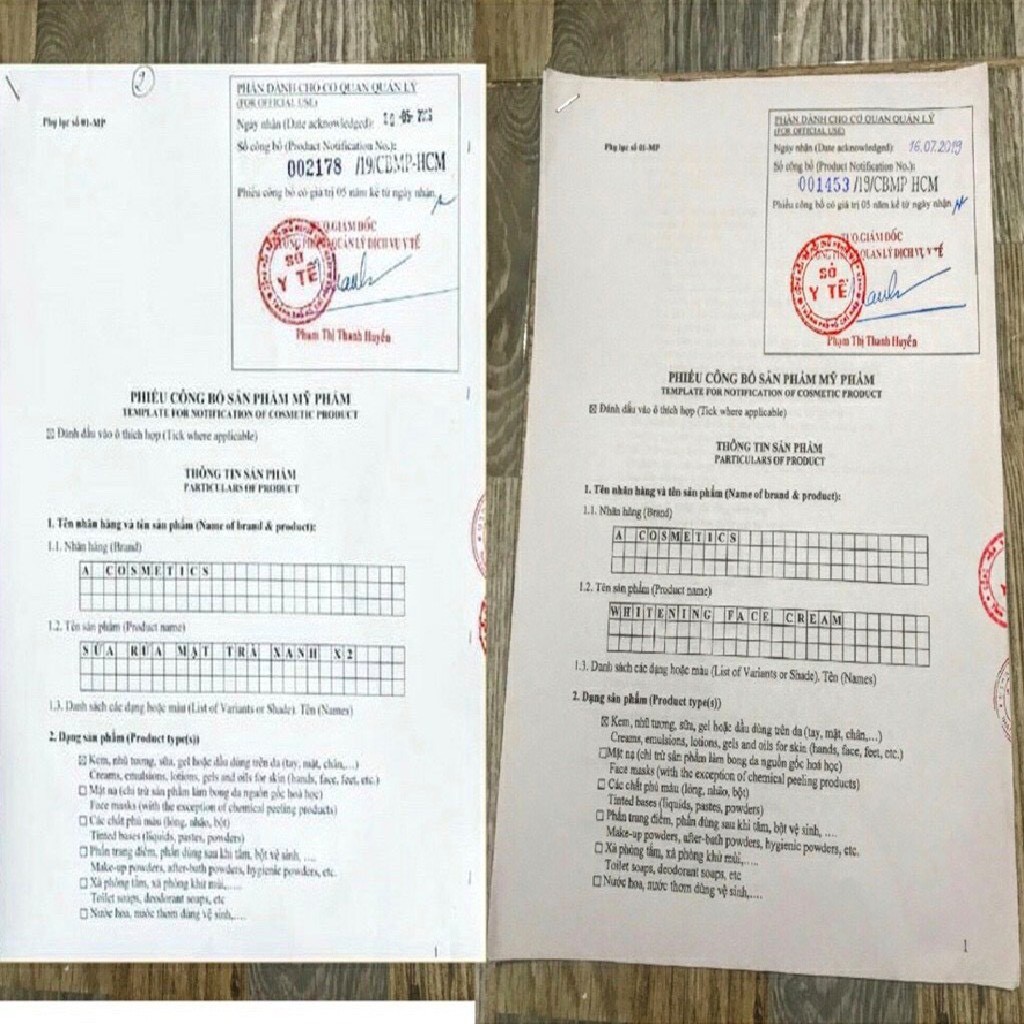 2
Phụ lục số 01-MP
PHẦN DÀNH CHO CƠ QUAN QUẢN LÝ
(FOR OFFICIAL USE)
Ngày nhận (Date acknowledged):
Số công bố (Product Notification No.):
002178 /19/CBMP-HCM
Phiếu công bố có giá trị 05 năm kể từ ngày nhận
TUQ.GIÁM ĐỐC
QUẢN LÝ DỊCH VỤ Y TẾ
SỞ
Y TẾ
Phạm Thị Thanh Huyền
PHIẾU CÔNG BỐ SẢN PHẨM MỸ PHẨM
TEMPLATE FOR NOTIFICATION OF COSMETIC PRODUCT
☒ Đánh dấu vào ô thích hợp (Tick where applicable)
THÔNG TIN SẢN PHẨM
PARTICULARS OF PRODUCT
1. Tên nhãn hàng và tên sản phẩm (Name of brand & product):
1.1. Nhãn hàng (Brand)
A COSMETICS
1.2. Tên sản phẩm (Product name)
SỮA RỬA MẶT TRÀ XANH X2
1.3. Danh sách các dạng hoặc màu (List of Variants or Shade). Tên (Names)
2. Dạng sản phẩm (Product type(s))
☒ Kem, nhũ tương, sữa, gel hoặc dầu dùng trên da (tay, mặt, chân,...)
Creams, emulsions, lotions, gels and oils for skin (hands, face, feet, etc.)
☐ Mặt nạ (chỉ trừ sản phẩm làm bong da nguồn gốc hoá học)
Face masks (with the exception of chemical peeling products)
☐ Các chất phủ màu (lỏng, nhão, bột)
Tinted bases (liquids, pastes, powders)
☐ Phấn trang điểm, phấn dùng sau khi tắm, bột vệ sinh, ....
Make-up powders, after-bath powders, hygienic powders, etc.
☐ Xà phòng tắm, xà phòng khử mùi,....
Toilet soaps, deodorant soaps, etc
☐ Nước hoa, nước thơm dùng vệ sinh,....
1
Phụ lục số 01-MP
PHẦN DÀNH CHO CƠ QUAN QUẢN LÝ
(FOR OFFICIAL USE)
Ngày nhận (Date acknowledged): 16.07.2019
Số công bố (Product Notification No.):
001453 /19/CBMP HCM
Phiếu công bố có giá trị 05 năm kể từ ngày nhận
TUQ.GIÁM ĐỐC
QUẢN LÝ DỊCH VỤ Y TẾ
SỞ
Y TẾ
Phạm Thị Thanh Huyền
PHIẾU CÔNG BỐ SẢN PHẨM MỸ PHẨM
TEMPLATE FOR NOTIFICATION OF COSMETIC PRODUCT
☒ Đánh dấu vào ô thích hợp (Tick where applicable)
THÔNG TIN SẢN PHẨM
PARTICULARS OF PRODUCT
1. Tên nhãn hàng và tên sản phẩm (Name of brand & product):
1.1. Nhãn hàng (Brand)
A COSMETICS
1.2. Tên sản phẩm (Product name)
WHITENING FACE CREAM
1.3. Danh sách các dạng hoặc màu (List of Variants or Shade). Tên (Names)
2. Dạng sản phẩm (Product type(s))
☒ Kem, nhũ tương, sữa, gel hoặc dầu dùng trên da (tay, mặt, chân,...)
Creams, emulsions, lotions, gels and oils for skin (hands, face, feet, etc.)
☐ Mặt nạ (chỉ trừ sản phẩm làm bong da nguồn gốc hoá học)
Face masks (with the exception of chemical peeling products)
☐ Các chất phủ màu (lỏng, nhão, bột)
Tinted bases (liquids, pastes, powders)
☐ Phấn trang điểm, phấn dùng sau khi tắm, bột vệ sinh, ....
Make-up powders, after-bath powders, hygienic powders, etc.
☐ Xà phòng tắm, xà phòng khử mùi,....
Toilet soaps, deodorant soaps, etc
☐ Nước hoa, nước thơm dùng vệ sinh,....
1